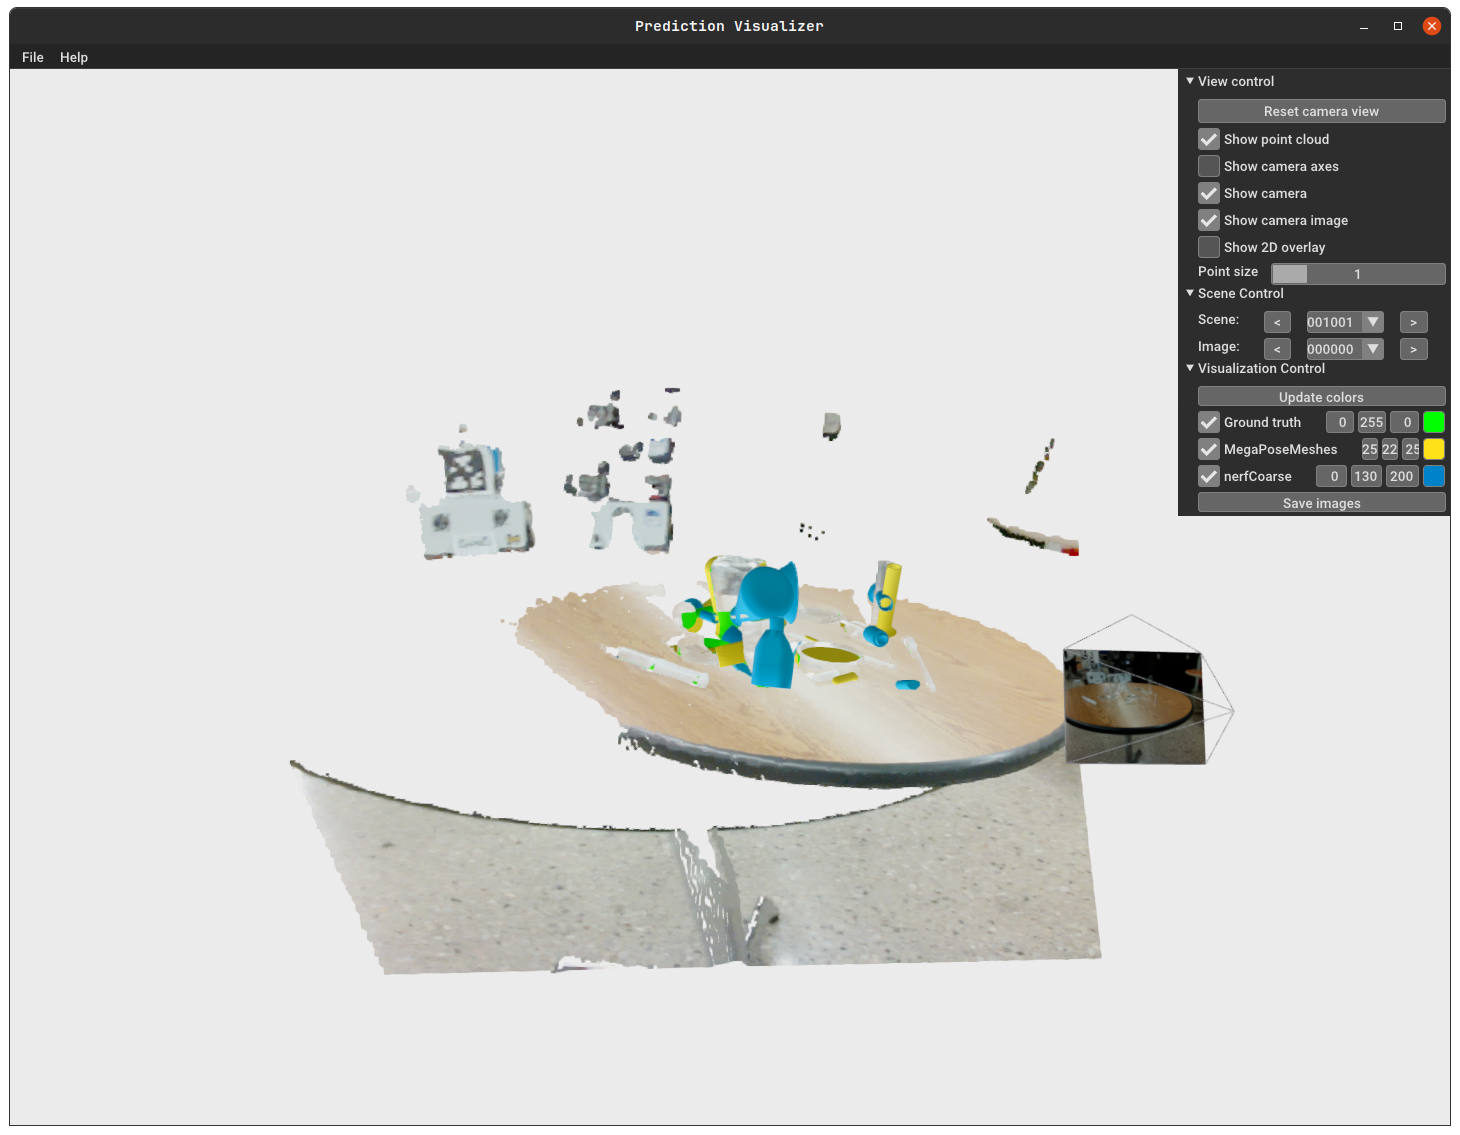 Prediction Visualizer
File Help
View control
Reset camera view
Show point cloud
Show camera axes
Show camera
Show camera image
Show 2D overlay
Point size 1
Scene Control
Scene: < 001001 >
Image: < 000000 >
Visualization Control
Update colors
Ground truth 0 255 0
MegaPoseMeshes 25 22 25
nerfCoarse 0 130 200
Save images